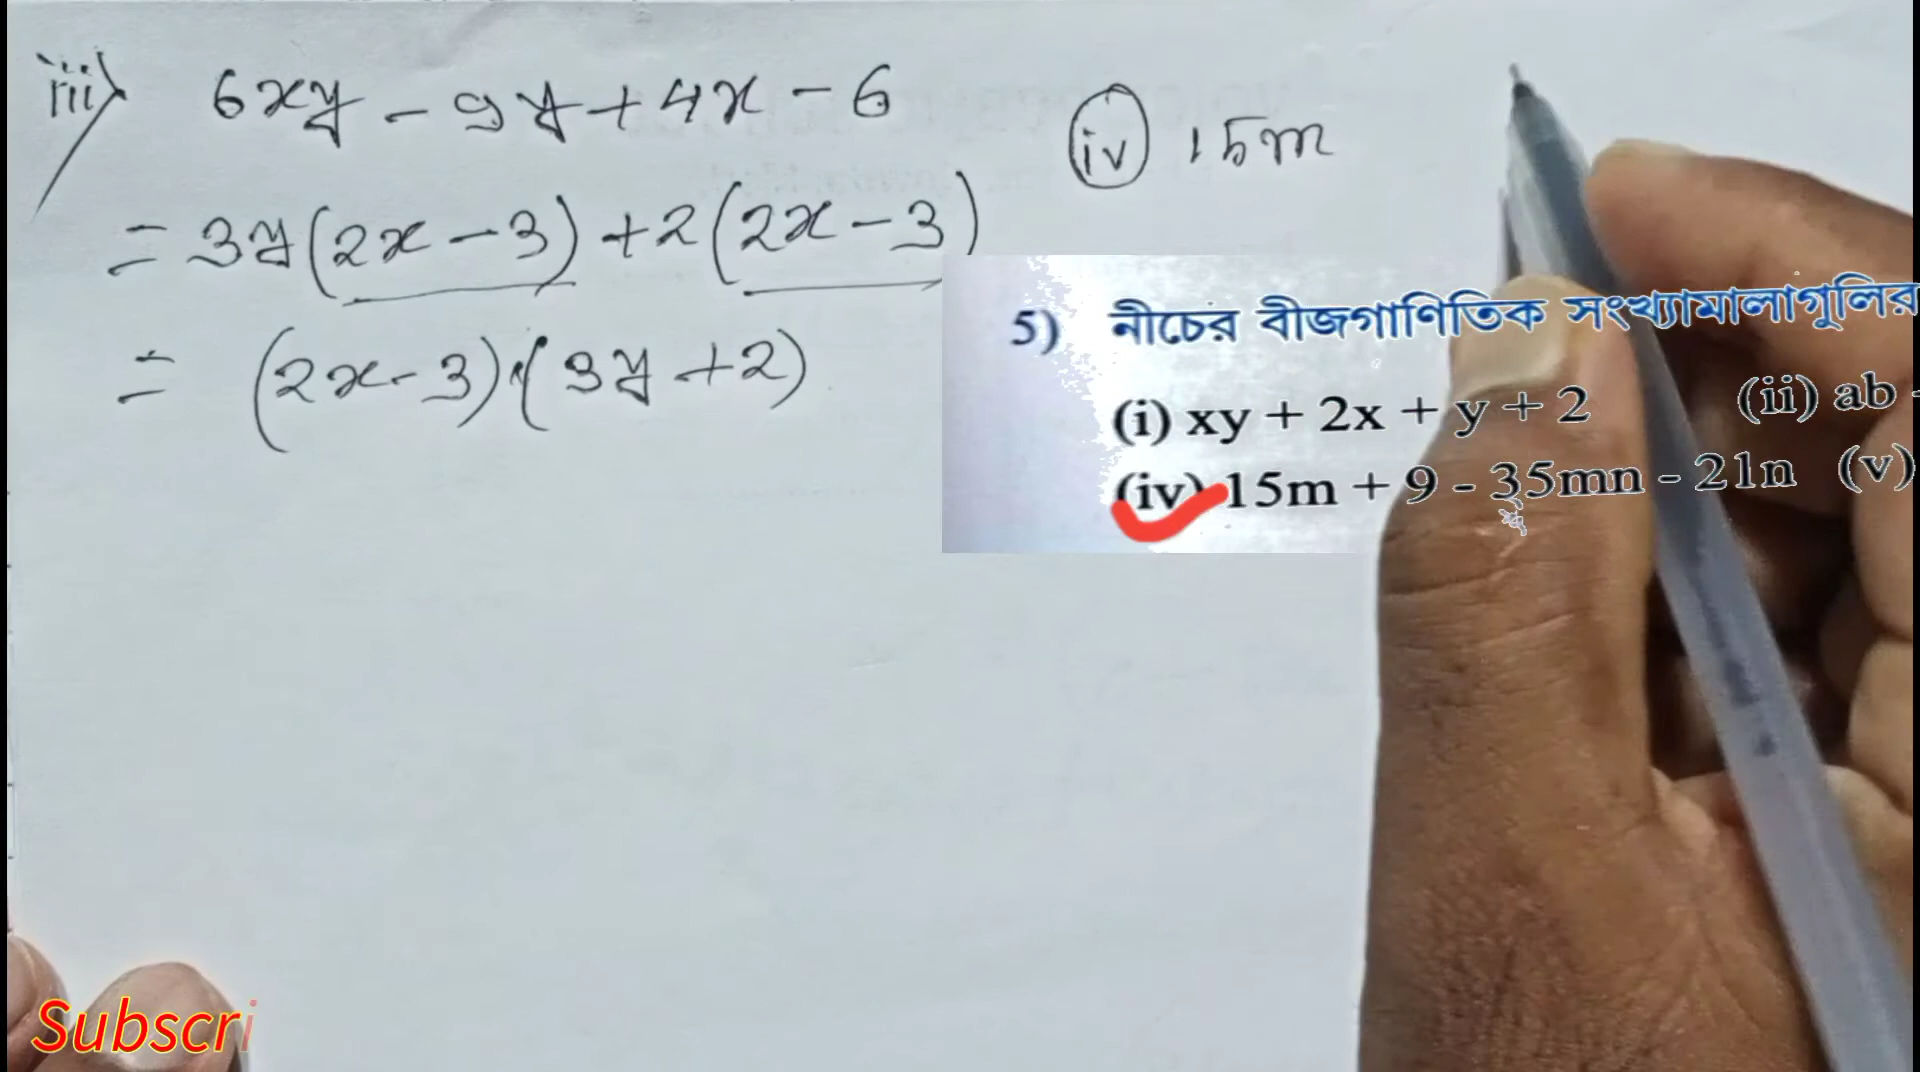 iii) 6xy - 9y + 4x - 6
= 3y(2x - 3) + 2(2x - 3)
= (2x - 3) (3y + 2)
(iv) 15m
5) নীচের বীজগাণিতিক সংখ্যামালাগুলির
(i) xy + 2x + y + 2 (ii) ab -
(iv) 15m + 9 - 35mn - 21n (v)
Subscri